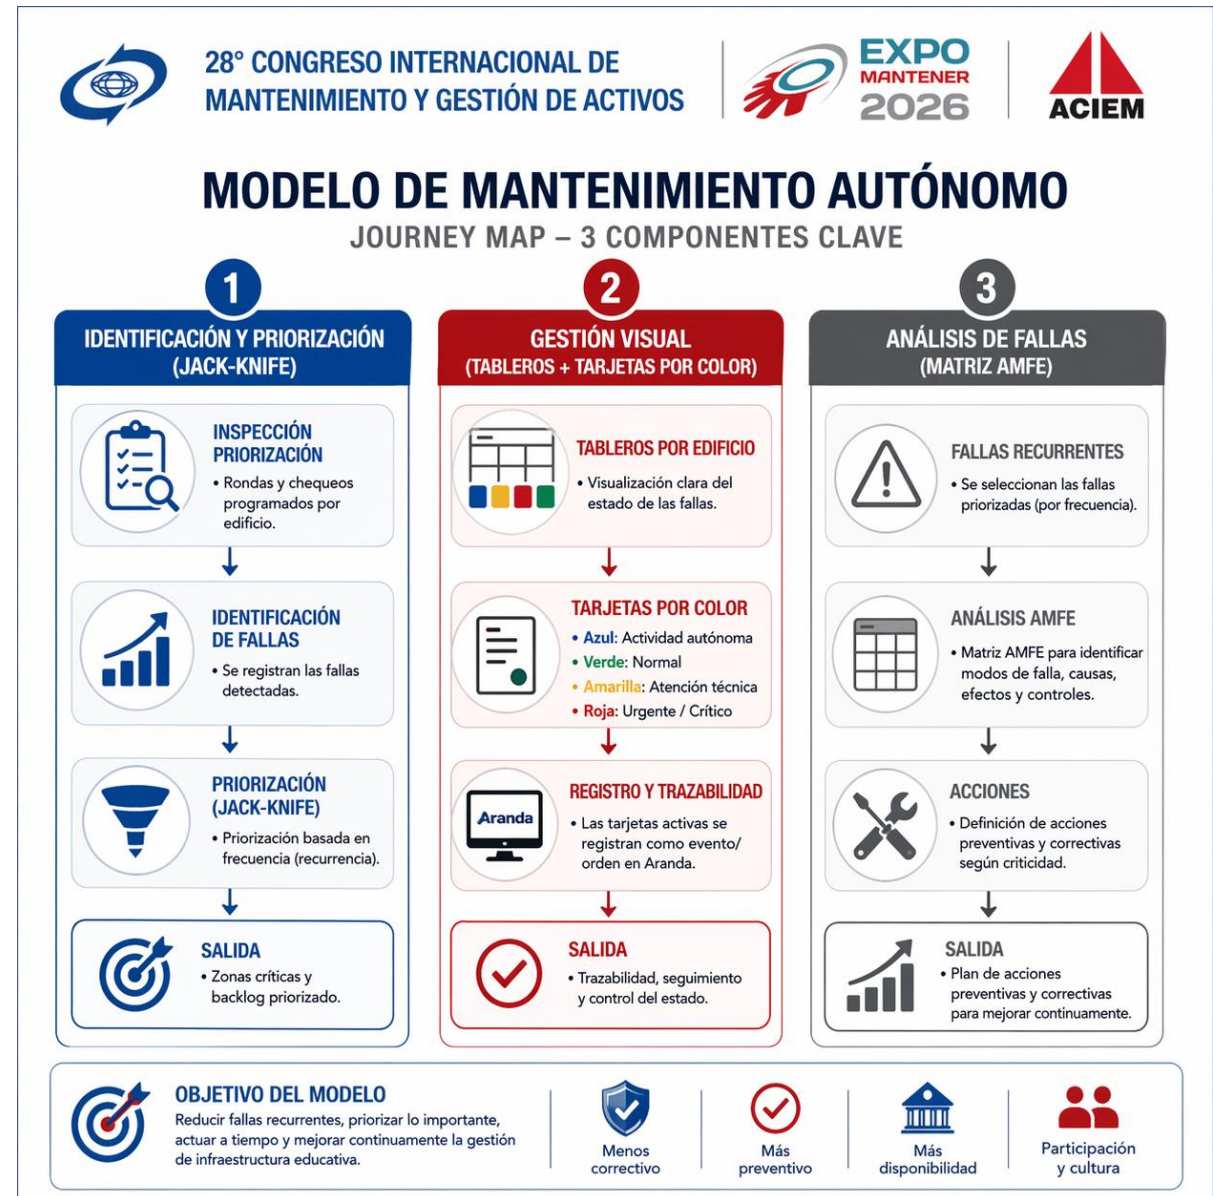 28° CONGRESO INTERNACIONAL DE
MANTENIMIENTO Y GESTIÓN DE ACTIVOS
EXPO
MANTENER
2026
ACIEM
MODELO DE MANTENIMIENTO AUTÓNOMO
JOURNEY MAP – 3 COMPONENTES CLAVE
1
IDENTIFICACIÓN Y PRIORIZACIÓN
(JACK-KNIFE)
INSPECCIÓN
PRIORIZACIÓN
• Rondas y chequeos
programados por
edificio.
IDENTIFICACIÓN
DE FALLAS
• Se registran las fallas
detectadas.
PRIORIZACIÓN
(JACK-KNIFE)
• Priorización basada en
frecuencia (recurrencia).
SALIDA
• Zonas críticas y
backlog priorizado.
2
GESTIÓN VISUAL
(TABLEROS + TARJETAS POR COLOR)
TABLEROS POR EDIFICIO
• Visualización clara del
estado de las fallas.
TARJETAS POR COLOR
• Azul: Actividad autónoma
• Verde: Normal
• Amarilla: Atención técnica
• Roja: Urgente / Crítico
Aranda
REGISTRO Y TRAZABILIDAD
• Las tarjetas activas se
registran como evento/
orden en Aranda.
SALIDA
• Trazabilidad, seguimiento
y control del estado.
3
ANÁLISIS DE FALLAS
(MATRIZ AMFE)
FALLAS RECURRENTES
• Se seleccionan las fallas
priorizadas (por frecuencia).
ANÁLISIS AMFE
• Matriz AMFE para identificar
modos de falla, causas,
efectos y controles.
ACCIONES
• Definición de acciones
preventivas y correctivas
según criticidad.
SALIDA
• Plan de acciones
preventivas y correctivas
para mejorar continuamente.
OBJETIVO DEL MODELO
Reducir fallas recurrentes, priorizar lo importante,
actuar a tiempo y mejorar continuamente la gestión
de infraestructura educativa.
Menos
correctivo
Más
preventivo
Más
disponibilidad
Participación
y cultura